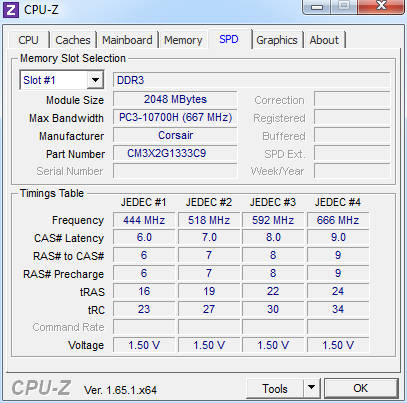 CPU-Z
CPU Caches Mainboard Memory SPD Graphics About
Memory Slot Selection
Slot #1 DDR3
Module Size 2048 MBytes Correction
Max Bandwidth PC3-10700H (667 MHz) Registered
Manufacturer Corsair Buffered
Part Number CM3X2G1333C9 SPD Ext.
Serial Number Week/Year
Timings Table
JEDEC #1 JEDEC #2 JEDEC #3 JEDEC #4
Frequency 444 MHz 518 MHz 592 MHz 666 MHz
CAS# Latency 6.0 7.0 8.0 9.0
RAS# to CAS# 6 7 8 9
RAS# Precharge 6 7 8 9
tRAS 16 19 22 24
tRC 23 27 30 34
Command Rate
Voltage 1.50 V 1.50 V 1.50 V 1.50 V
CPU-Z Ver. 1.65.1.x64 Tools OK